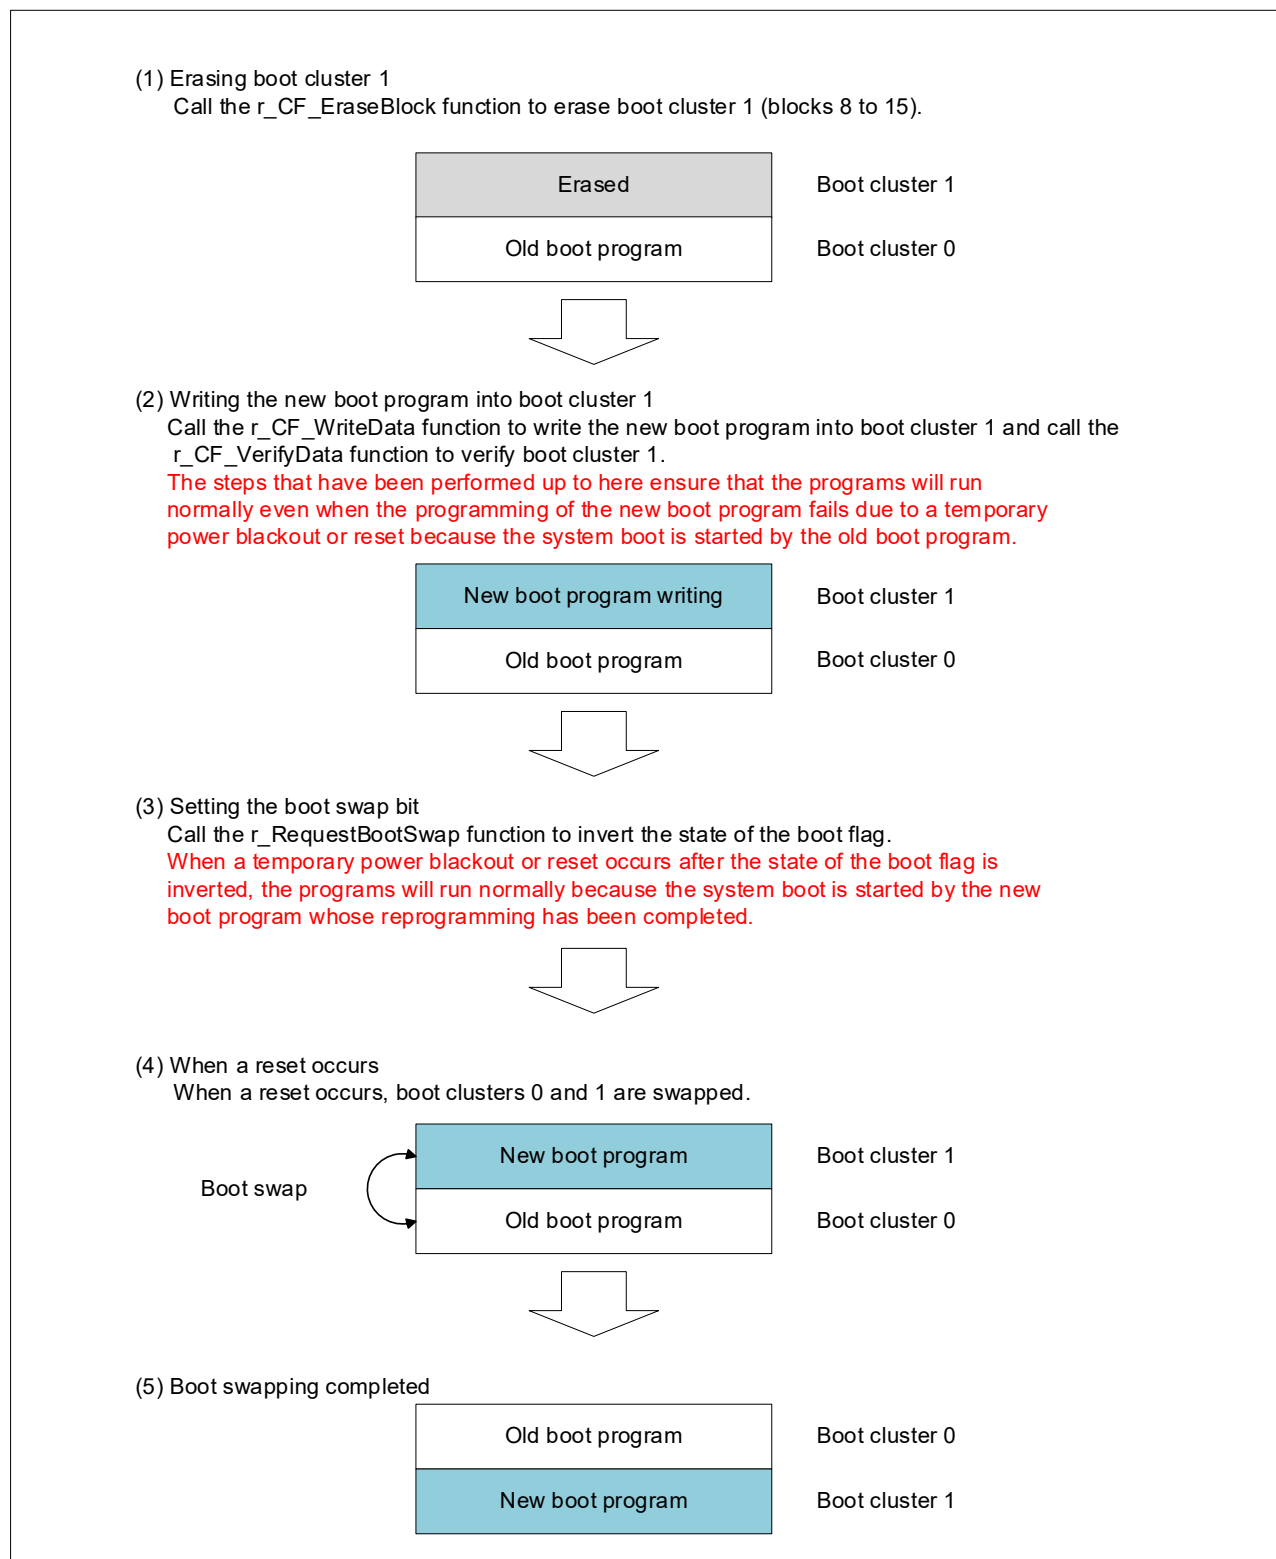 (1) Erasing boot cluster 1
Call the r_CF_EraseBlock function to erase boot cluster 1 (blocks 8 to 15).
Erased
Boot cluster 1
Old boot program
Boot cluster 0
(2) Writing the new boot program into boot cluster 1
Call the r_CF_WriteData function to write the new boot program into boot cluster 1 and call the
r_CF_VerifyData function to verify boot cluster 1.
The steps that have been performed up to here ensure that the programs will run
normally even when the programming of the new boot program fails due to a temporary
power blackout or reset because the system boot is started by the old boot program.
New boot program writing
Boot cluster 1
Old boot program
Boot cluster 0
(3) Setting the boot swap bit
Call the r_RequestBootSwap function to invert the state of the boot flag.
When a temporary power blackout or reset occurs after the state of the boot flag is
inverted, the programs will run normally because the system boot is started by the new
boot program whose reprogramming has been completed.
(4) When a reset occurs
When a reset occurs, boot clusters 0 and 1 are swapped.
New boot program
Boot cluster 1
Boot swap
Old boot program
Boot cluster 0
(5) Boot swapping completed
Old boot program
Boot cluster 0
New boot program
Boot cluster 1